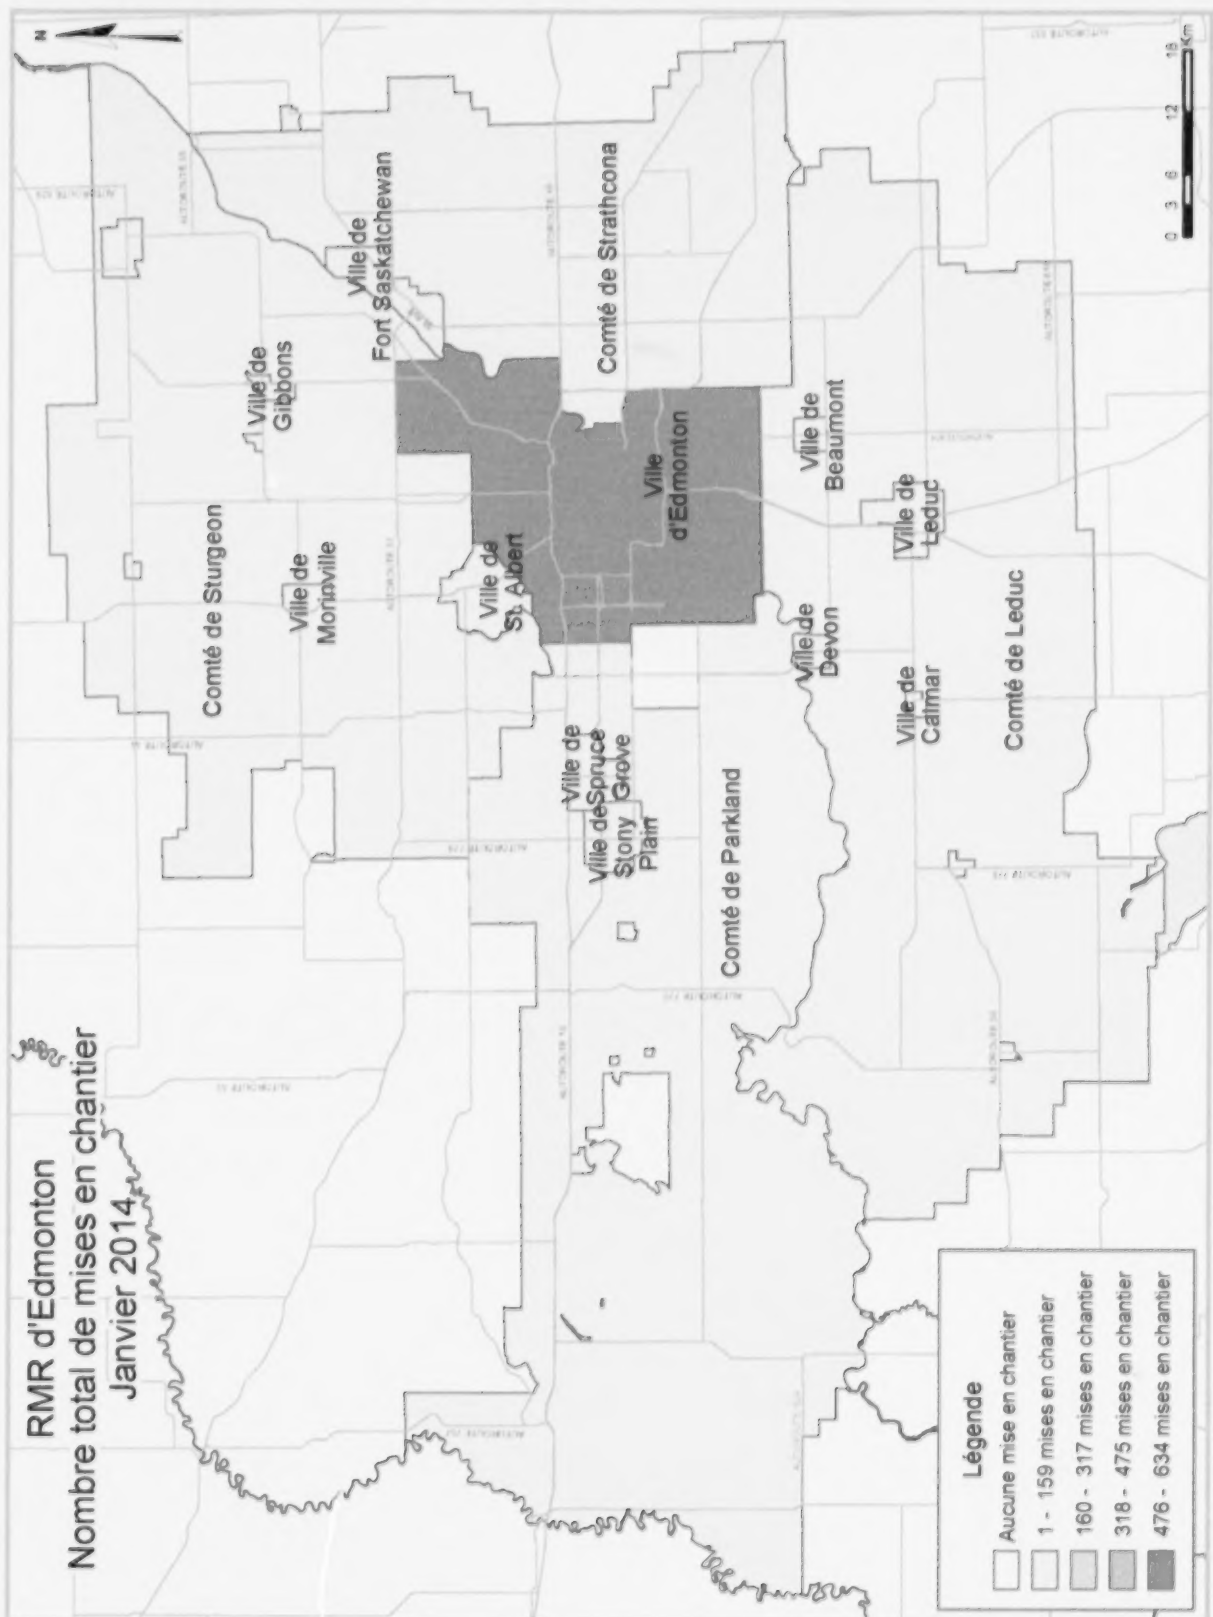 RMR d'Edmonton
Nombre total de mises en chantier
Janvier 2014
N
Comté de Sturgeon
Ville de
Gibbons
Ville de
Morinville
Ville de
Fort Saskatchewan
Ville de
St. Albert
Comté de Strathcona
Ville
d'Edmonton
Ville de
Spruce
Grove
Ville de
Stony
Plain
Comté de Parkland
Ville de
Beaumont
Ville de
Devon
Ville de
Leduc
Ville de
Calmar
Comté de Leduc
Légende
Aucune mise en chantier
1 - 159 mises en chantier
160 - 317 mises en chantier
318 - 475 mises en chantier
476 - 634 mises en chantier
0 3 6 12 18
Km